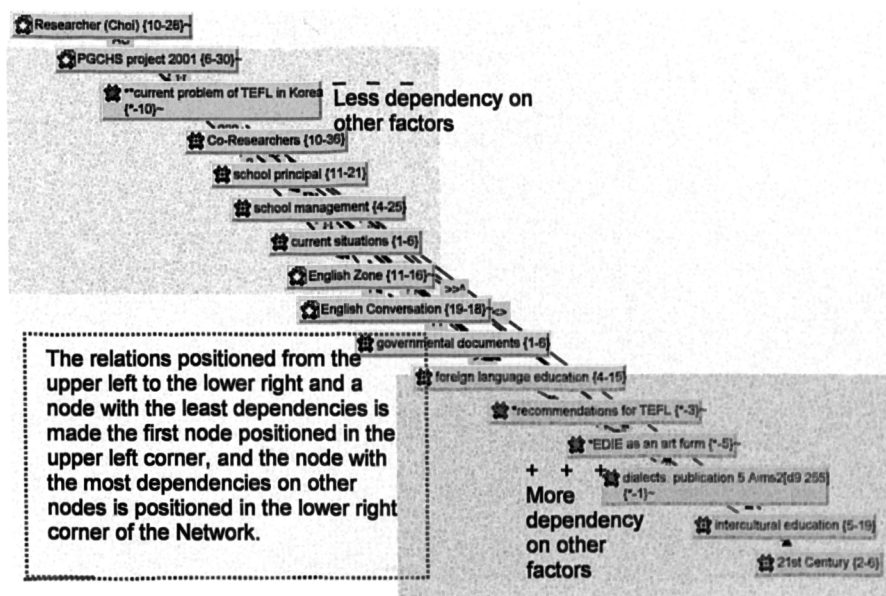 Researcher (Choi) {10-28}~
PGCHS project 2001 {6-30}~
**current problem of TEFL in Korea
{*-10}~
– – –
Less dependency on
other factors
Co-Researchers {10-36}
school principal {11-21}
school management {4-25}
current situations {1-6}
English Zone {11-16}~
>>^
English Conversation {19-18}~
<>
governmental documents {1-6}
The relations positioned from the
upper left to the lower right and a
node with the least dependencies is
made the first node positioned in the
upper left corner, and the node with
the most dependencies on other
nodes is positioned in the lower right
corner of the Network.
foreign language education {4-15}
*recommendations for TEFL {*-3}~
*EDIE as an art form {*-5}~
+ + +
dialects: publication 5 Aims2[d9 255]
{*-1}~
More
dependency
on other
factors
intercultural education {5-19}
21st Century {2-6}